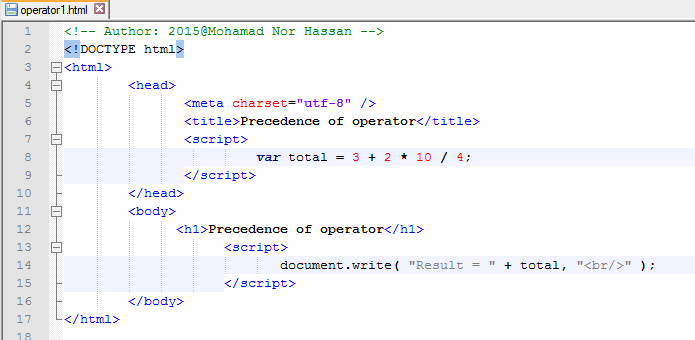 operator1.html
1 <!-- Author: 2015@Mohamad Nor Hassan -->
2 <!DOCTYPE html>
3 <html>
4 <head>
5 <meta charset="utf-8" />
6 <title>Precedence of operator</title>
7 <script>
8 var total = 3 + 2 * 10 / 4;
9 </script>
10 </head>
11 <body>
12 <h1>Precedence of operator</h1>
13 <script>
14 document.write( "Result = " + total, "<br/>" );
15 </script>
16 </body>
17 </html>
18